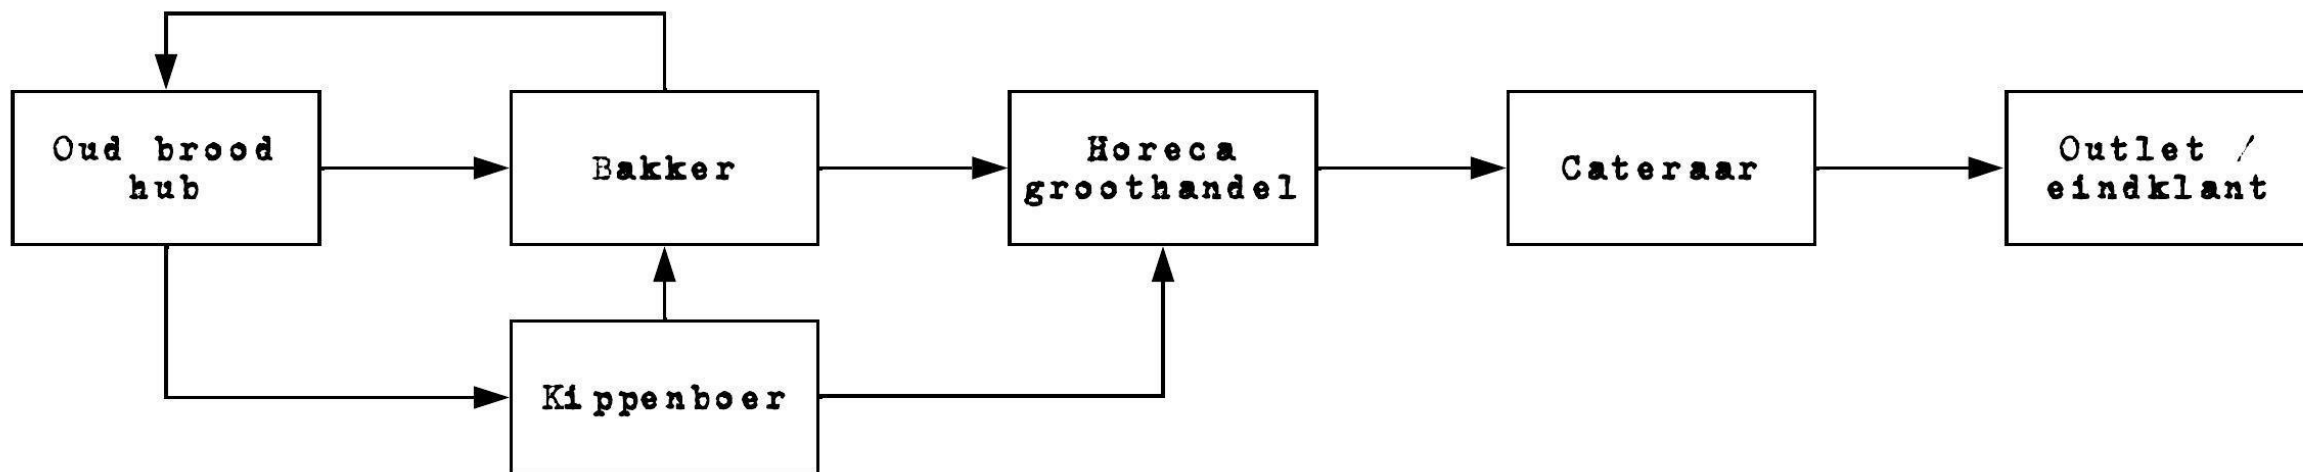 Oud brood
hub
Bakker
Horeca
groothandel
Cateraar
Outlet /
eindklant
Kippenboer